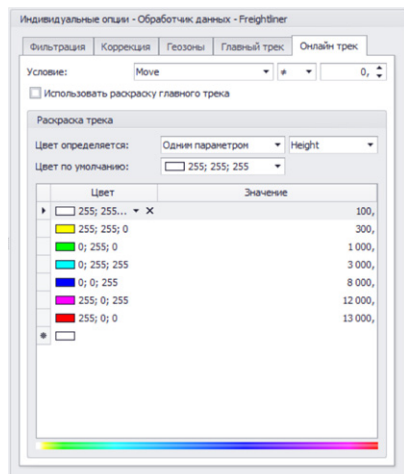 Индивидуальные опции - Обработчик данных - Freightliner
Фильтрация Коррекция Геозоны Главный трек Онлайн трек
Условие: Move ≠ 0,
Использовать раскраску главного трека
Раскраска трека
Цвет определяется: Одним параметром Height
Цвет по умолчанию: 255; 255; 255
Цвет Значение
255; 255... 100,
255; 255; 0 300,
0; 255; 0 1 000,
0; 255; 255 3 000,
0; 0; 255 8 000,
255; 0; 255 12 000,
255; 0; 0 13 000,